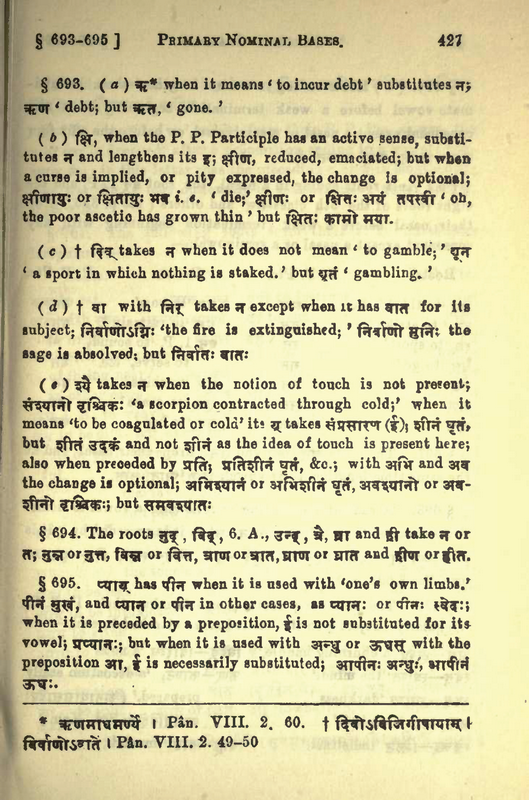 § 693-695 ] PRIMARY NOMINAL BASES. 427
§ 693. (a) ऋ* when it means ‘ to incur debt ’ substitutes न;
ऋण ‘ debt; but ऋत, ‘ gone. ’
(b) क्षि, when the P. P. Participle has an active sense, substi-
tutes न and lengthens its इ; क्षीण, reduced, emaciated; but when
a curse is implied, or pity expressed, the change is optional;
क्षीणायुः or क्षितायुः भव i. e. ‘ die;’ क्षीणः or क्षितः अयं तपस्वी ‘ oh,
the poor ascetio has grown thin ’ but क्षितः कामो मया.
(c) † दिव् takes न when it does not mean ‘ to gamble; ’ द्यून
‘ a sport in which nothing is staked. ’ but द्यूतं ‘ gambling. ’
(d) † वा with निर् takes न except when it has वात for its
subject; निर्वाणोऽग्निः ‘the fire is extinguished; ’ निर्वाणो मुनिः the
sage is absolved; but निर्वातः वातः
(e) श्यै takes न when the notion of touch is not present;
संश्यानो वृश्चिकः ‘a scorpion contracted through cold;’ when it
means ‘to be coagulated or cold’ its य् takes संप्रसारण (ई); शीनं घृतं,
but शीतं उदकं and not शीनं as the idea of touch is present here;
also when preceded by प्रति; प्रतिशीनं घृतं, &c.; with अभि and अव
the change is optional; अभिश्यानं or अभिशीनं घृतं, अवश्यानो or अव-
शीनो वृश्चिकः; but समवश्यातः
§ 694. The roots नुद्, विद्, 6. A., उन्द्, त्रै, घ्रा and ह्री take न or
त; नुन्न or नुत्त, विन्न or वित्त, त्राण or त्रात, घ्राण or घ्रात and ह्रीण or ह्रीत.
§ 695. प्याय् has पीन when it is used with ‘one's own limbs.’
पीनं मुखं, and प्यान or पीन in other cases, as प्यानः or पीनः स्वेदः;
when it is preceded by a preposition, ई is not substituted for its
vowel; प्रप्यानः; but when it is used with अन्धु or ऊधस् with the
preposition आ, ई is necessarily substituted; आपीनः अन्धुः, आपीनं
ऊधः.
* ऋणमाधमर्ण्ये । Pân. VIII. 2. 60. † दिवोऽविजिगीषायाम् ।
निर्वाणोऽवाते । Pân. VIII. 2. 49-50